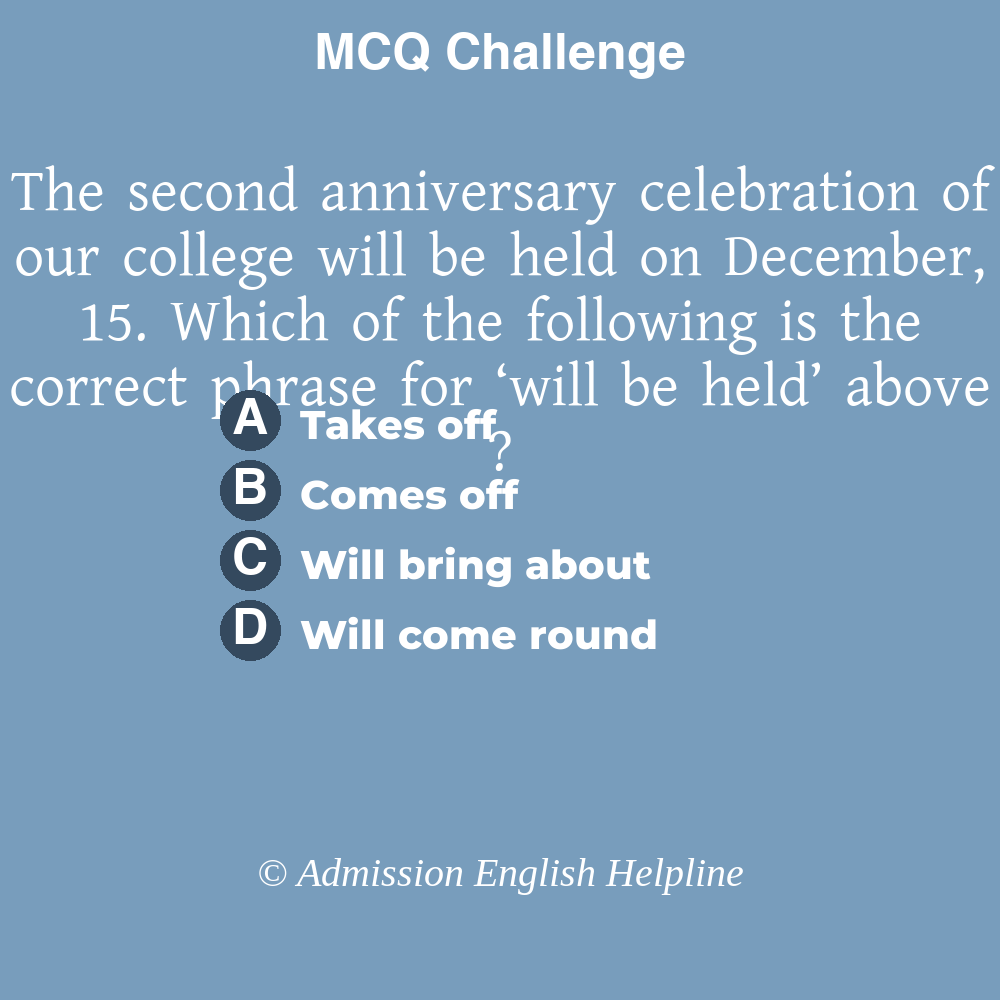 MCQ Challenge
The second anniversary celebration of
our college will be held on December,
15. Which of the following is the
correct phrase for ‘will be held’ above
?
A Takes off
B Comes off
C Will bring about
D Will come round
© Admission English Helpline